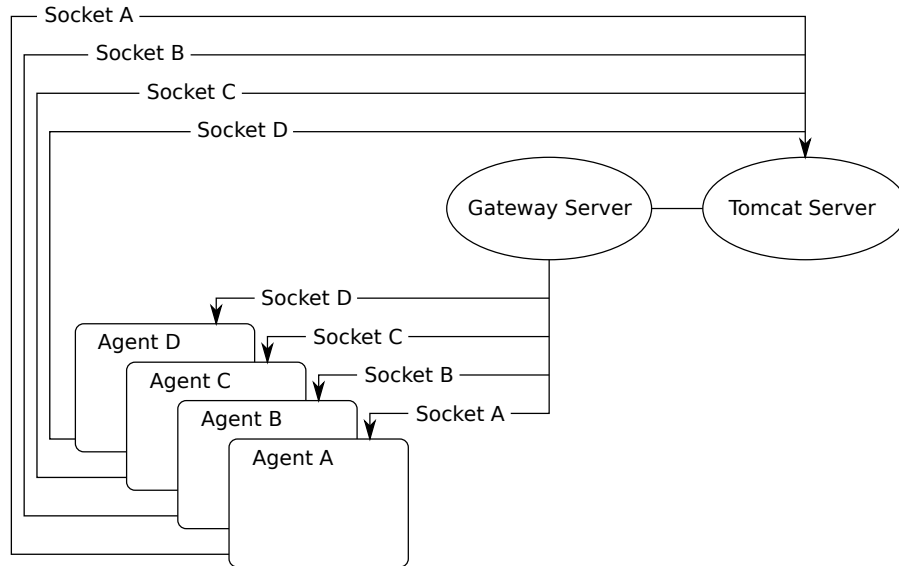 Socket A
Socket B
Socket C
Socket D
Gateway Server
Tomcat Server
Socket D
Socket C
Socket B
Socket A
Agent D
Agent C
Agent B
Agent A